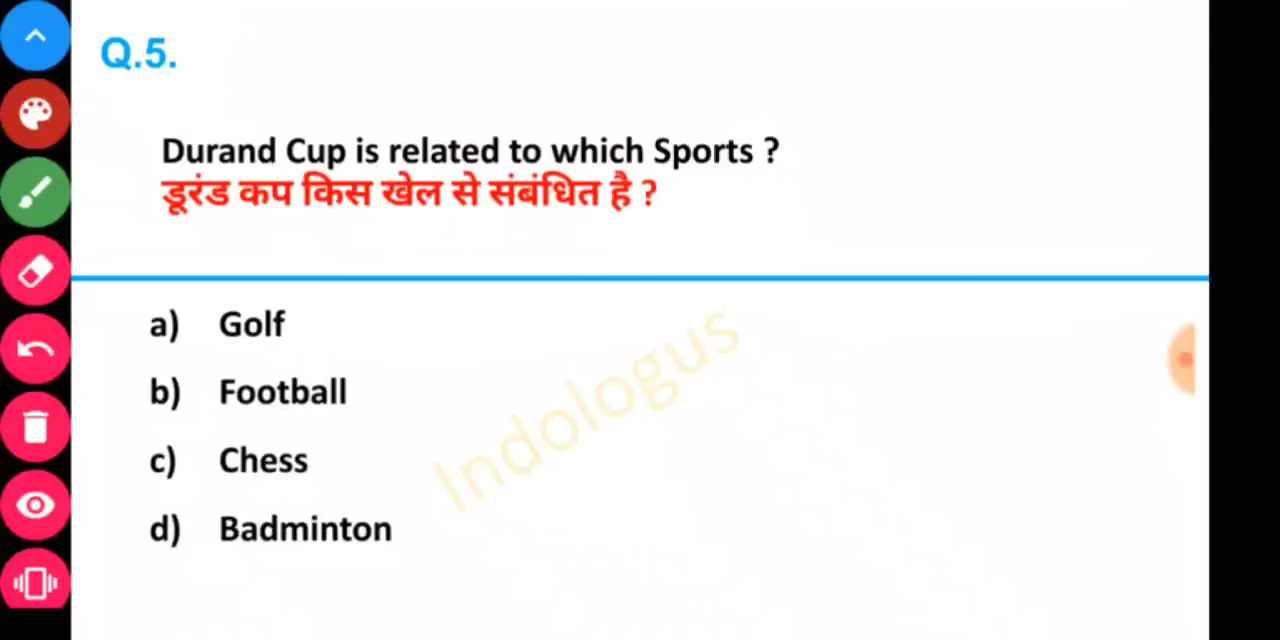 Q.5.
Durand Cup is related to which Sports ?
डूरंड कप किस खेल से संबंधित है ?
a) Golf
b) Football
c) Chess
d) Badminton
Indologus